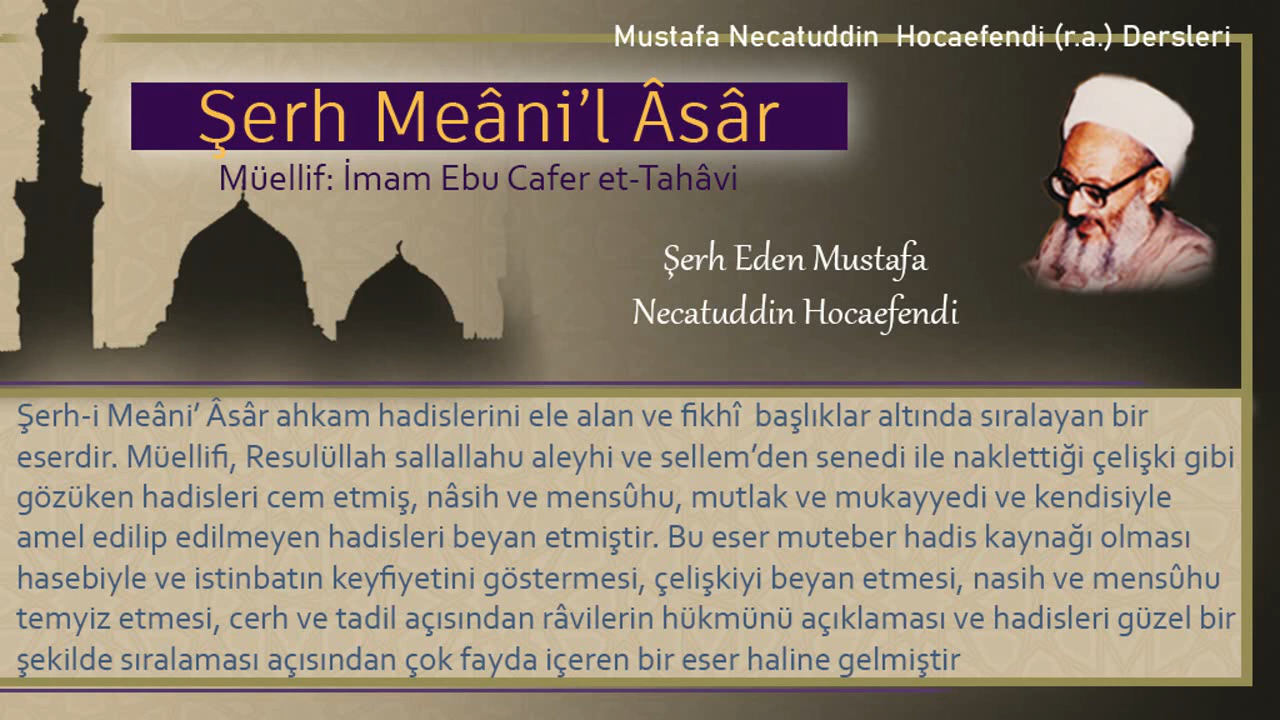 Mustafa Necatuddin Hocaefendi (r.a.) Dersleri
Şerh Meâni’l Âsâr
Müellif: İmam Ebu Cafer et-Tahâvi
Şerh Eden Mustafa
Necatuddin Hocaefendi
Şerh-i Meâni’ Âsâr ahkam hadislerini ele alan ve fikhî başlıklar altında sıralayan bir
eserdir. Müellifi, Resulüllah sallallahu aleyhi ve sellem’den senedi ile naklettiği çelişki gibi
gözüken hadisleri cem etmiş, nâsih ve mensûhu, mutlak ve mukayyedi ve kendisiyle
amel edilip edilmeyen hadisleri beyan etmiştir. Bu eser muteber hadis kaynağı olması
hasebiyle ve istinbatın keyfiyetini göstermesi, çelişkiyi beyan etmesi, nasih ve mensûhu
temyiz etmesi, cerh ve tadil açısından râvilerin hükmünü açıklaması ve hadisleri güzel bir
şekilde sıralaması açısından çok fayda içeren bir eser haline gelmiştir